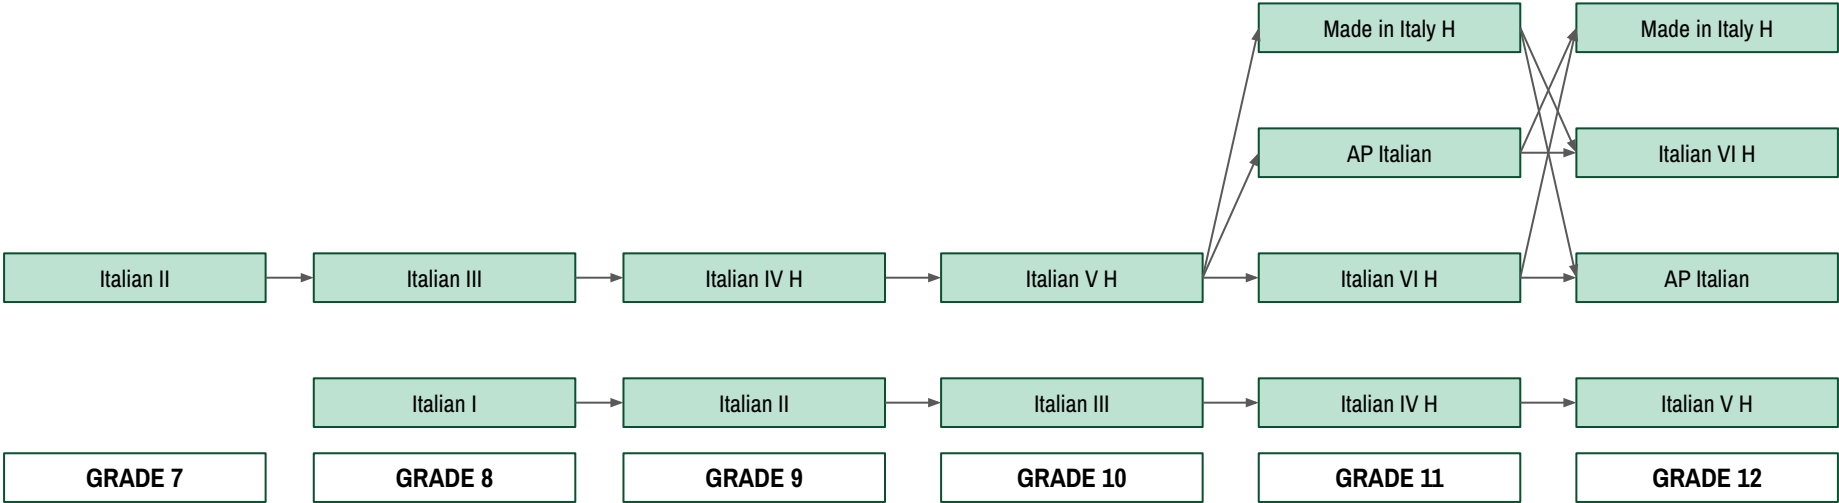 Made in Italy H
Made in Italy H
AP Italian
Italian VI H
Italian II
Italian III
Italian IV H
Italian V H
Italian VI H
AP Italian
Italian I
Italian II
Italian III
Italian IV H
Italian V H
GRADE 7
GRADE 8
GRADE 9
GRADE 10
GRADE 11
GRADE 12